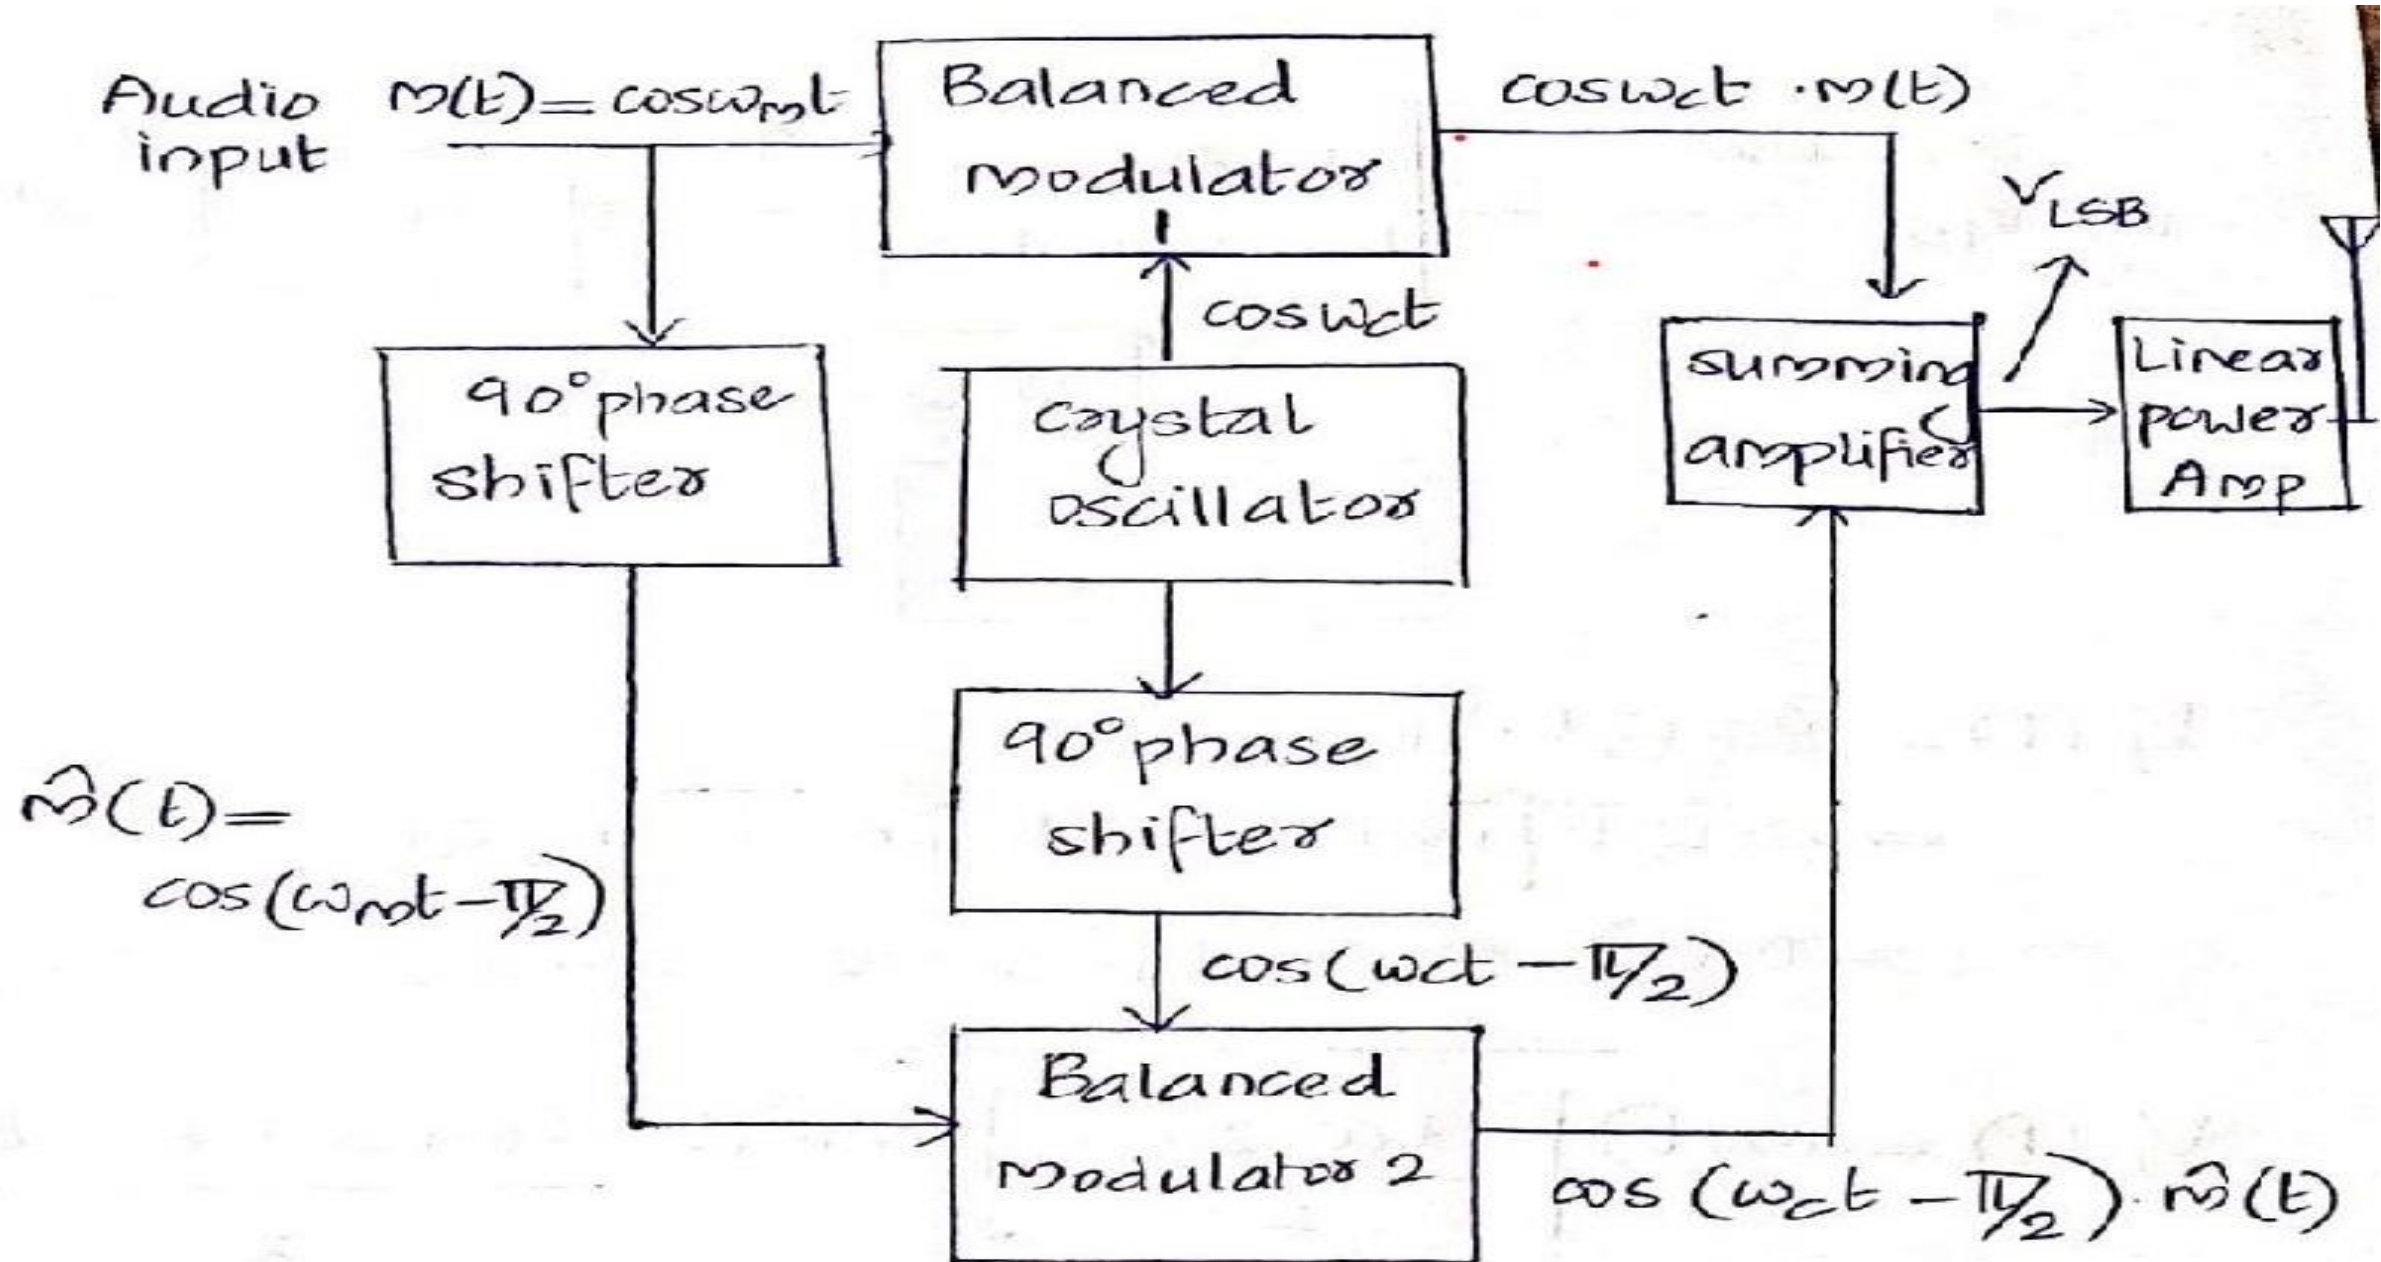 Audio
input
m(t)=cosωmt
Balanced
modulator
1
cosωct .m(t)
VLSB
90°phase
shifter
cosωct
crystal
oscillator
summing
amplifier
Linear
power
Amp
90°phase
shifter
m̂(t)=
cos(ωmt-π/2)
cos(ωct-π/2)
Balanced
Modulator 2
cos(ωct-π/2).m̂(t)